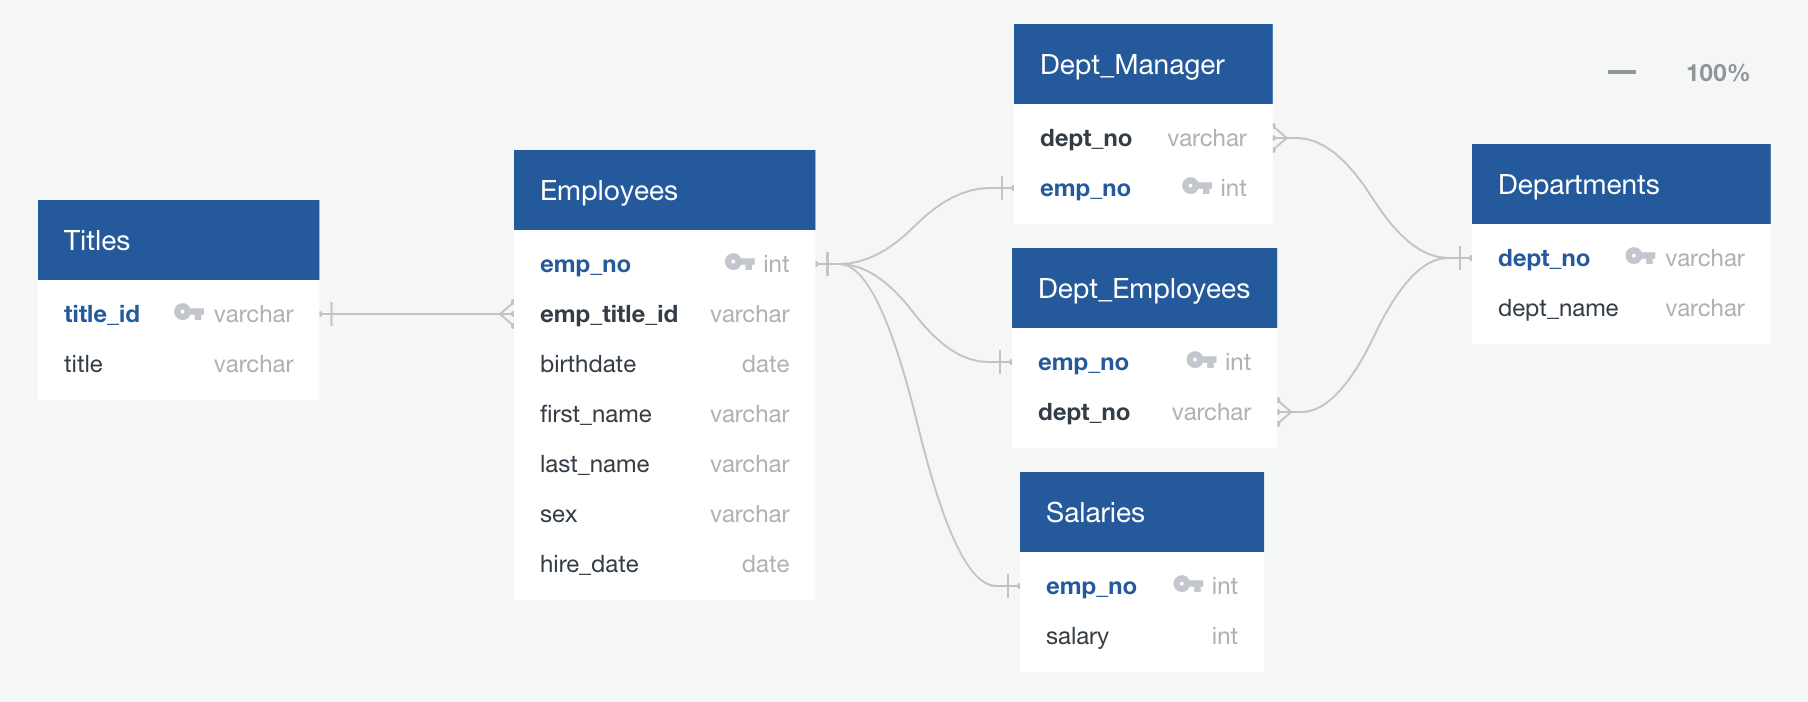 100%
Titles
title_id varchar
title varchar
Employees
emp_no int
emp_title_id varchar
birthdate date
first_name varchar
last_name varchar
sex varchar
hire_date date
Dept_Manager
dept_no varchar
emp_no int
Dept_Employees
emp_no int
dept_no varchar
Salaries
emp_no int
salary int
Departments
dept_no varchar
dept_name varchar